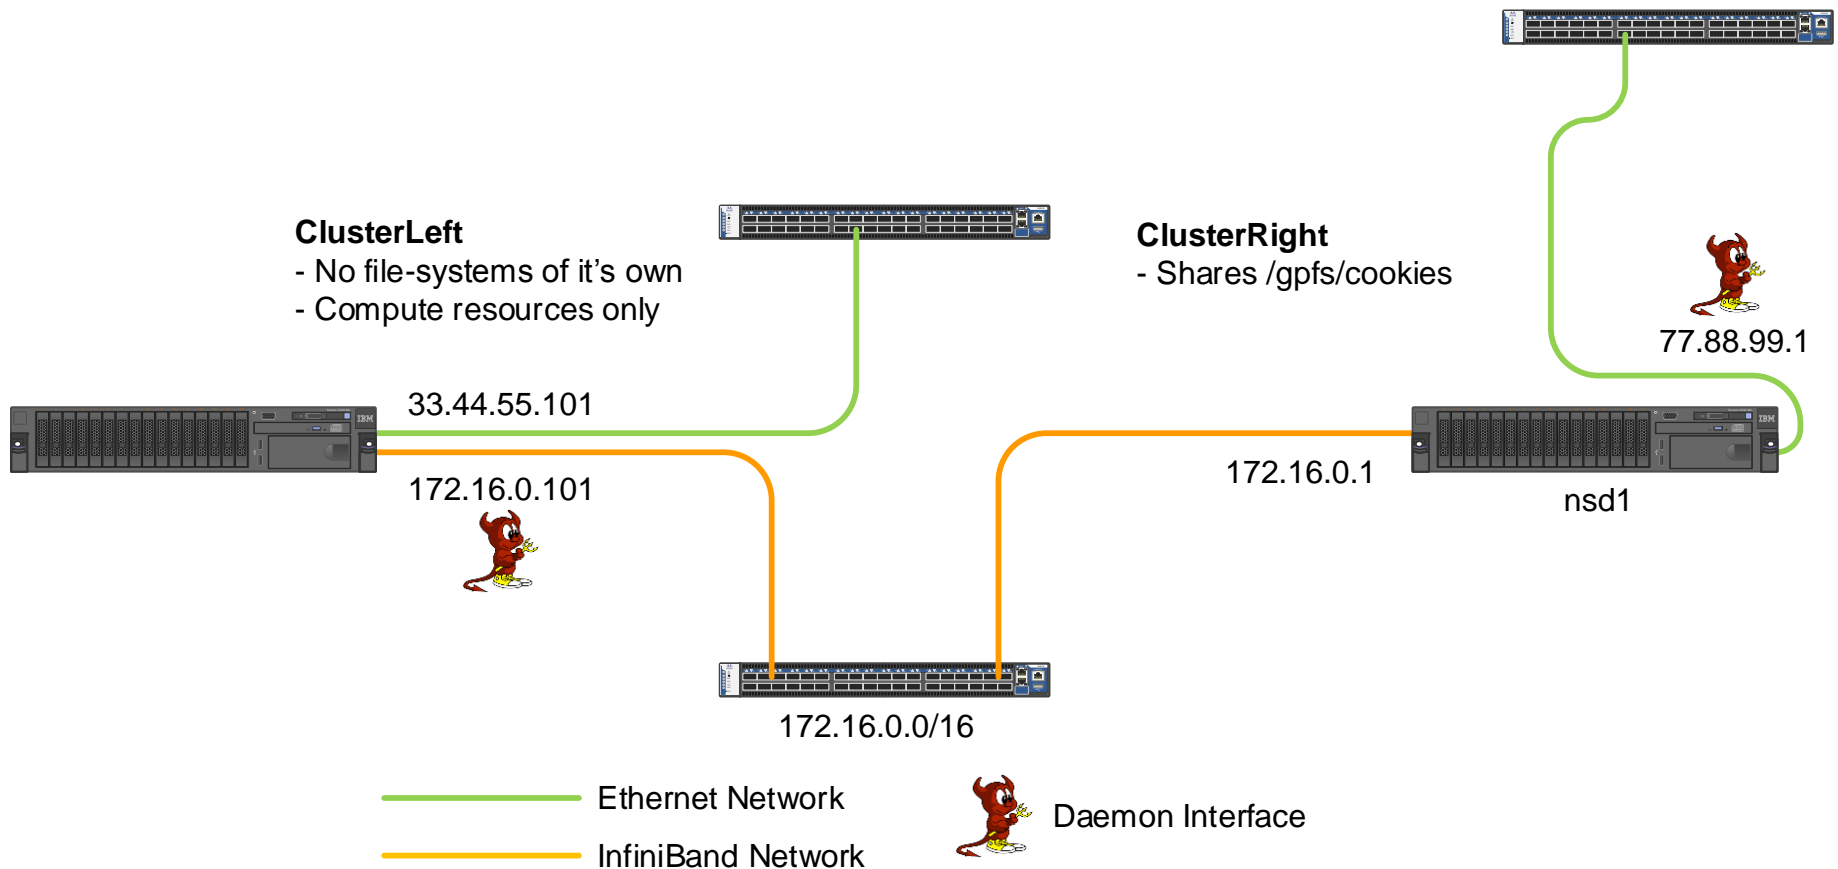 ClusterLeft
- No file-systems of it's own
- Compute resources only
ClusterRight
- Shares /gpfs/cookies
77.88.99.1
33.44.55.101
IBM
172.16.0.101
172.16.0.1
IBM
nsd1
172.16.0.0/16
Ethernet Network
InfiniBand Network
Daemon Interface